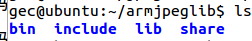 gec@ubuntu:~/armjpeglib$ ls
bin include lib share